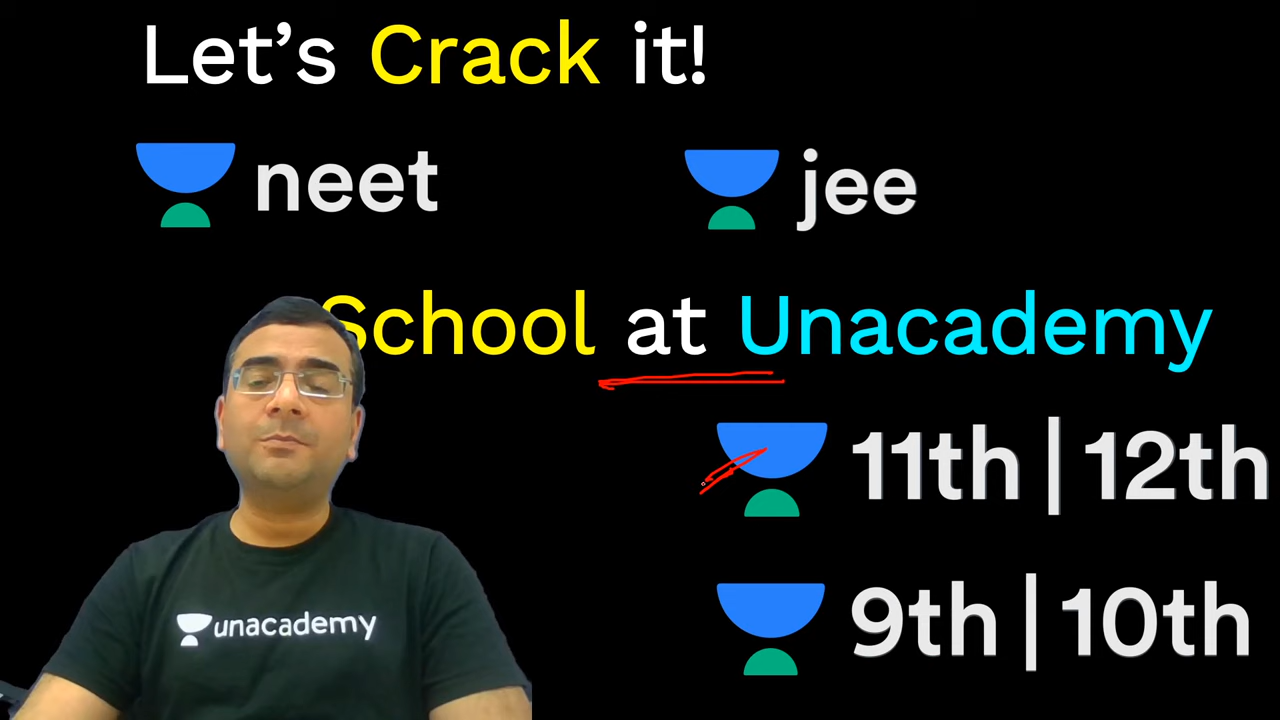 Let's Crack it!
neet
jee
School at Unacademy
11th | 12th
9th | 10th
unacademy